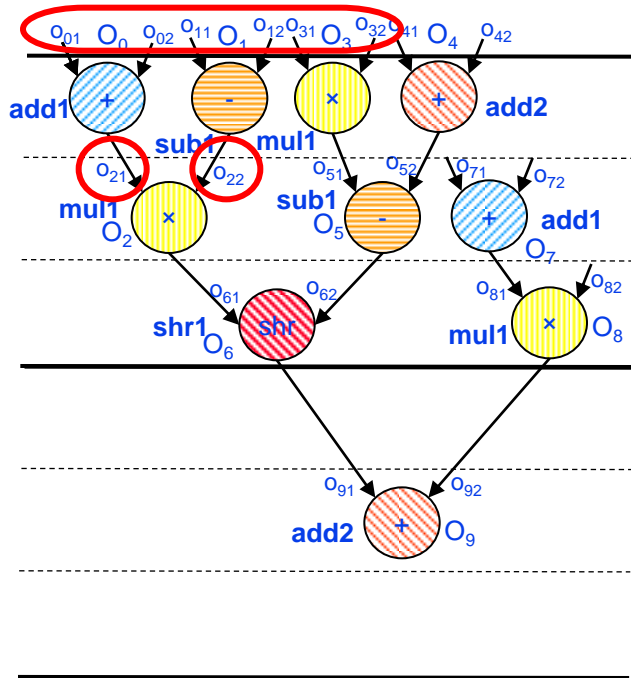 o01 O0 o02 o11 O1 o12 o31 O3 o32 o41 O4 o42
add1 + - × + add2
sub1 mul1
o21 o22 o51 o52 o71 o72
mul1 × sub1 - + add1
O2 O5 O7
o61 o62 o81 o82
shr1 shr mul1 × O8
O6
o91 o92
add2 + O9